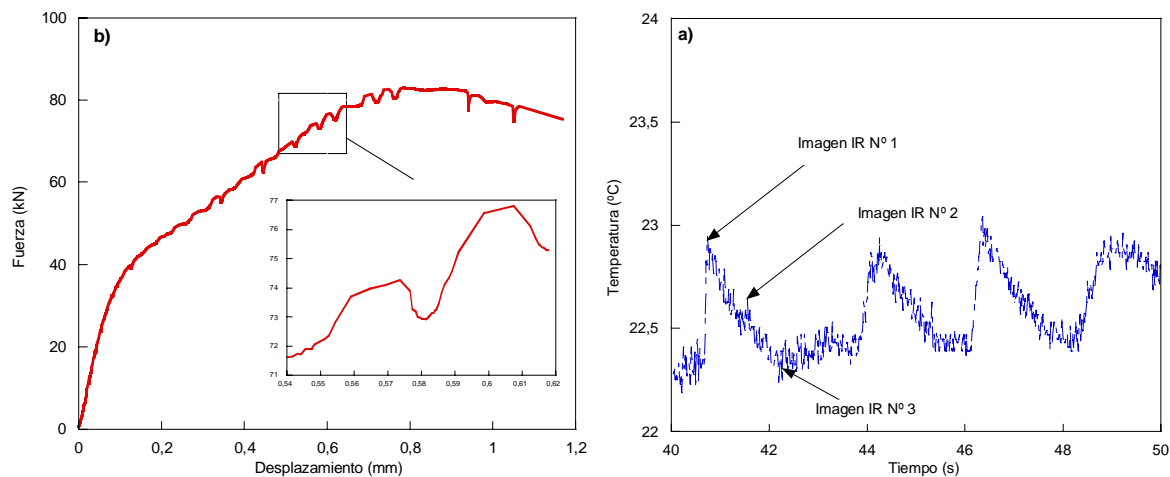 b)
Fuerza (kN)
100
80
60
40
20
0
77
76
75
74
73
72
71
0,54 0,55 0,56 0,57 0,58 0,59 0,6 0,61 0,62
0 0,2 0,4 0,6 0,8 1 1,2
Desplazamiento (mm)
a)
Temperatura (ºC)
24
23,5
23
22,5
22
Imagen IR Nº 1
Imagen IR Nº 2
Imagen IR Nº 3
40 42 44 46 48 50
Tiempo (s)